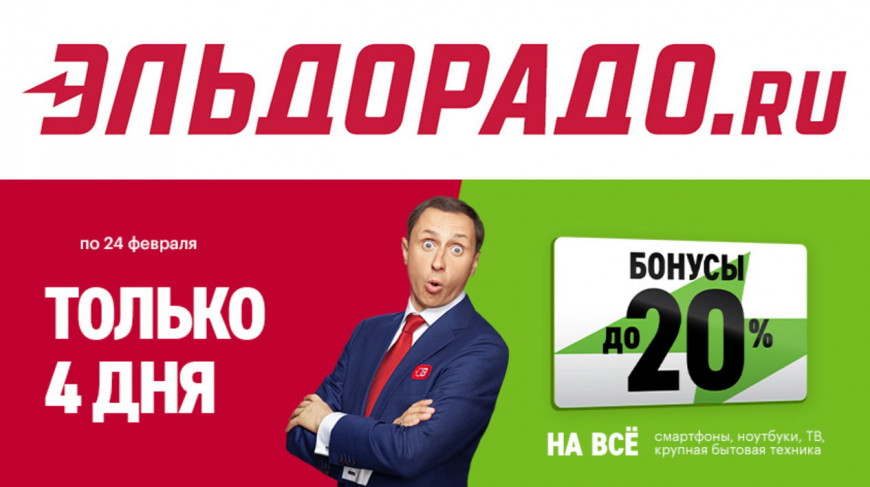 ЭЛЬДОРАДО.RU
по 24 февраля
ТОЛЬКО
4 ДНЯ
БОНУСЫ
до 20%
НА ВСЁ
смартфоны, ноутбуки, ТВ,
крупная бытовая техника